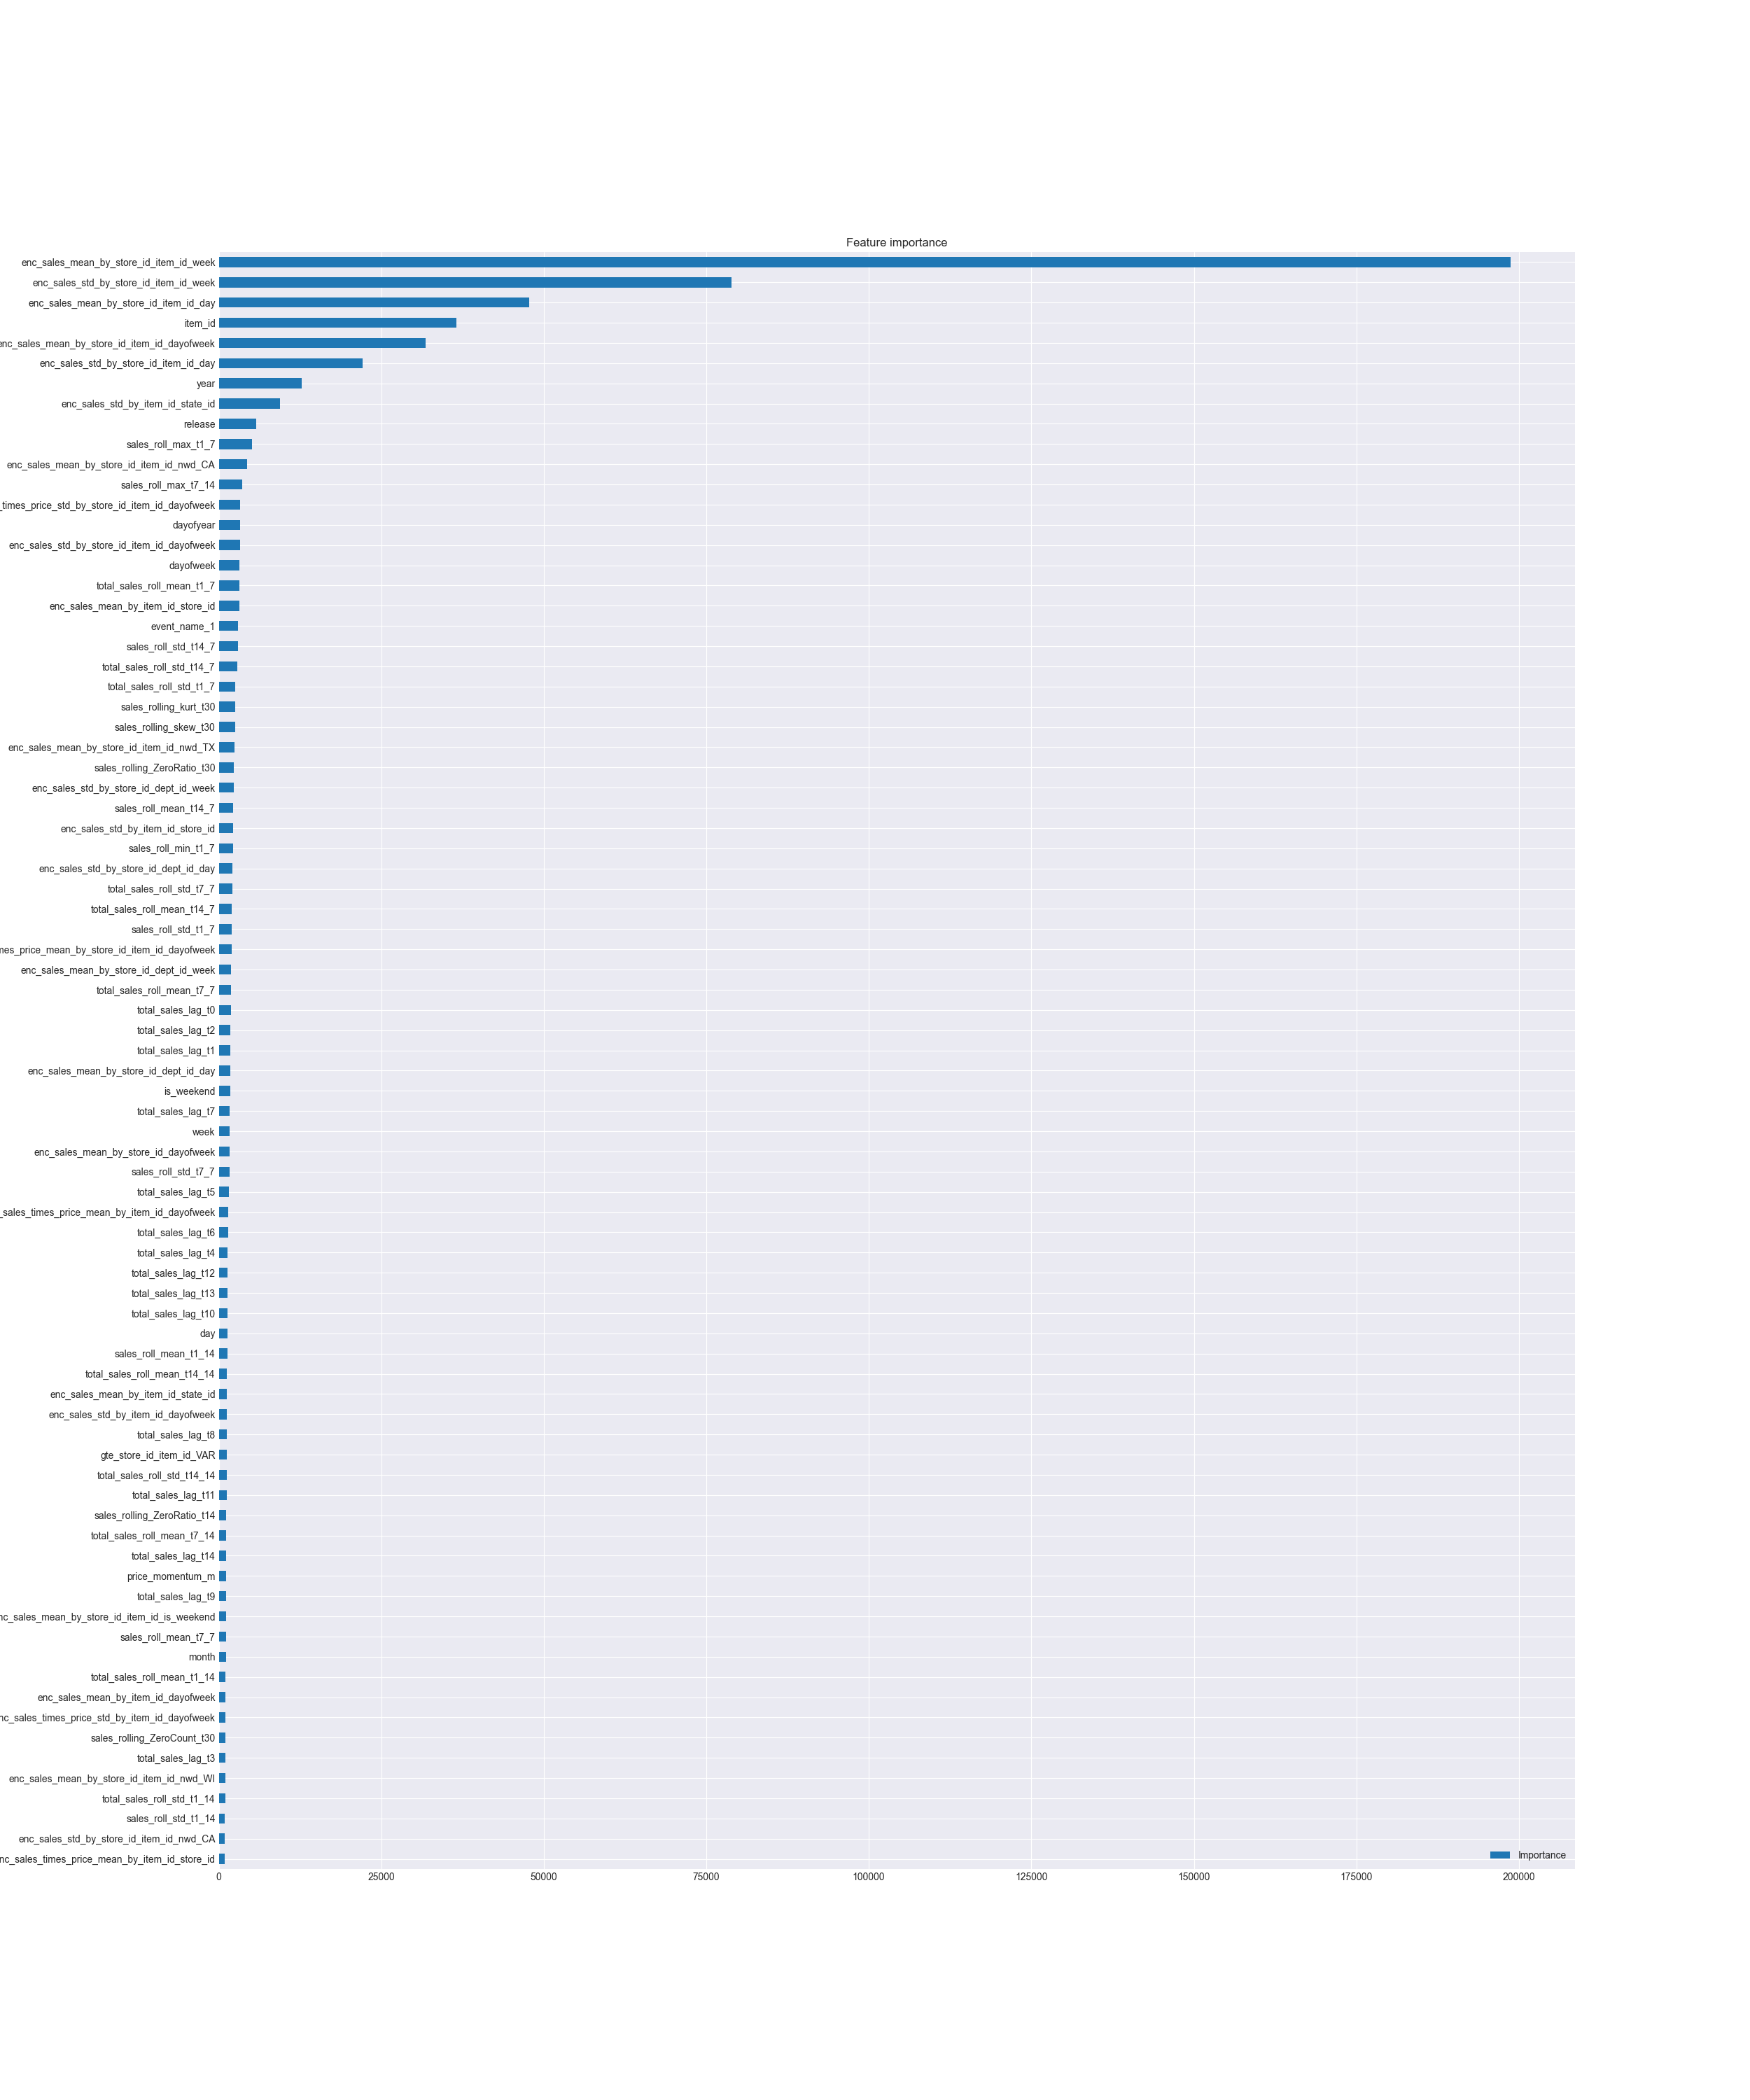 Feature importance
enc_sales_mean_by_store_id_item_id_week
enc_sales_std_by_store_id_item_id_week
enc_sales_mean_by_store_id_item_id_day
item_id
enc_sales_mean_by_store_id_item_id_dayofweek
enc_sales_std_by_store_id_item_id_day
year
enc_sales_std_by_item_id_state_id
release
sales_roll_max_t1_7
enc_sales_mean_by_store_id_item_id_nwd_CA
sales_roll_max_t7_14
_times_price_std_by_store_id_item_id_dayofweek
dayofyear
enc_sales_std_by_store_id_item_id_dayofweek
dayofweek
total_sales_roll_mean_t1_7
enc_sales_mean_by_item_id_store_id
event_name_1
sales_roll_std_t14_7
total_sales_roll_std_t14_7
total_sales_roll_std_t1_7
sales_rolling_kurt_t30
sales_rolling_skew_t30
enc_sales_mean_by_store_id_item_id_nwd_TX
sales_rolling_ZeroRatio_t30
enc_sales_std_by_store_id_dept_id_week
sales_roll_mean_t14_7
enc_sales_std_by_item_id_store_id
sales_roll_min_t1_7
enc_sales_std_by_store_id_dept_id_day
total_sales_roll_std_t7_7
total_sales_roll_mean_t14_7
sales_roll_std_t1_7
mes_price_mean_by_store_id_item_id_dayofweek
enc_sales_mean_by_store_id_dept_id_week
total_sales_roll_mean_t7_7
total_sales_lag_t0
total_sales_lag_t2
total_sales_lag_t1
enc_sales_mean_by_store_id_dept_id_day
is_weekend
total_sales_lag_t7
week
enc_sales_mean_by_store_id_dayofweek
sales_roll_std_t7_7
total_sales_lag_t5
_sales_times_price_mean_by_item_id_dayofweek
total_sales_lag_t6
total_sales_lag_t4
total_sales_lag_t12
total_sales_lag_t13
total_sales_lag_t10
day
sales_roll_mean_t1_14
total_sales_roll_mean_t14_14
enc_sales_mean_by_item_id_state_id
enc_sales_std_by_item_id_dayofweek
total_sales_lag_t8
gte_store_id_item_id_VAR
total_sales_roll_std_t14_14
total_sales_lag_t11
sales_rolling_ZeroRatio_t14
total_sales_roll_mean_t7_14
total_sales_lag_t14
price_momentum_m
total_sales_lag_t9
nc_sales_mean_by_store_id_item_id_is_weekend
sales_roll_mean_t7_7
month
total_sales_roll_mean_t1_14
enc_sales_mean_by_item_id_dayofweek
nc_sales_times_price_std_by_item_id_dayofweek
sales_rolling_ZeroCount_t30
total_sales_lag_t3
enc_sales_mean_by_store_id_item_id_nwd_WI
total_sales_roll_std_t1_14
sales_roll_std_t1_14
enc_sales_std_by_store_id_item_id_nwd_CA
nc_sales_times_price_mean_by_item_id_store_id
Importance
0 25000 50000 75000 100000 125000 150000 175000 200000